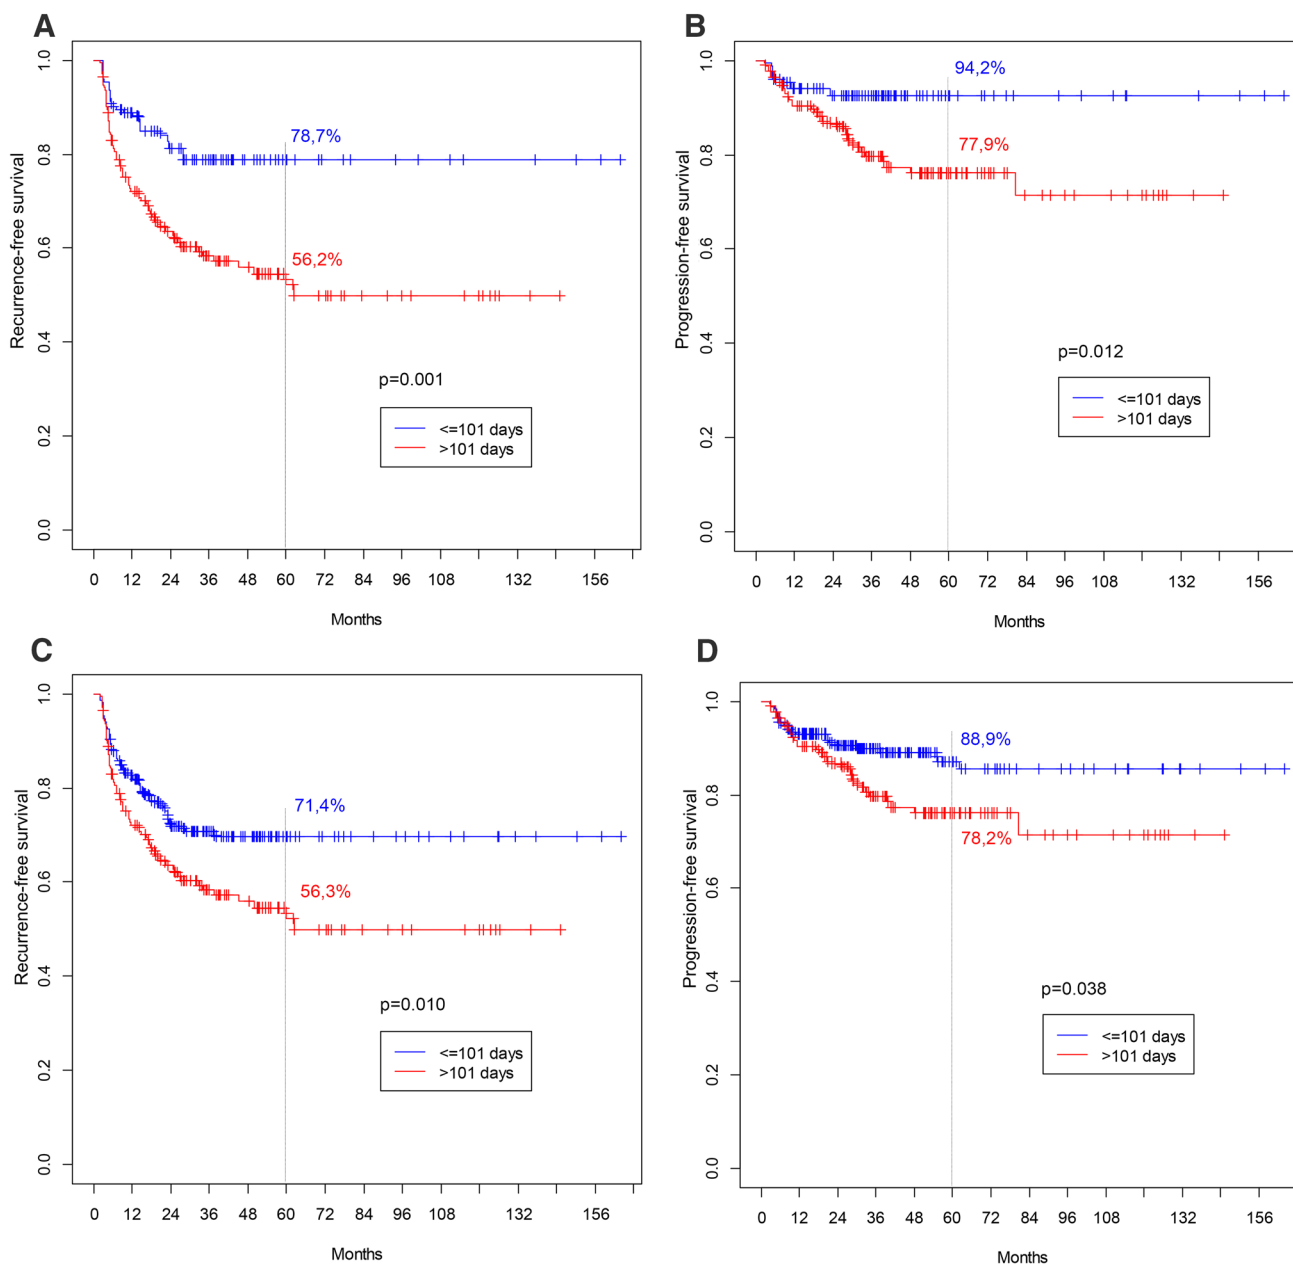 A
Recurrence-free survival
1.0
0.8
0.6
0.4
0.2
0.0
78,7%
56,2%
p=0.001
<=101 days
>101 days
0 12 24 36 48 60 72 84 96 108 132 156
Months
B
Progression-free survival
1.0
0.8
0.6
0.4
0.2
0.0
94,2%
77,9%
p=0.012
<=101 days
>101 days
0 12 24 36 48 60 72 84 96 108 132 156
Months
C
Recurrence-free survival
1.0
0.8
0.6
0.4
0.2
0.0
71,4%
56,3%
p=0.010
<=101 days
>101 days
0 12 24 36 48 60 72 84 96 108 132 156
Months
D
Progression-free survival
1.0
0.8
0.6
0.4
0.2
0.0
88,9%
78,2%
p=0.038
<=101 days
>101 days
0 12 24 36 48 60 72 84 96 108 132 156
Months